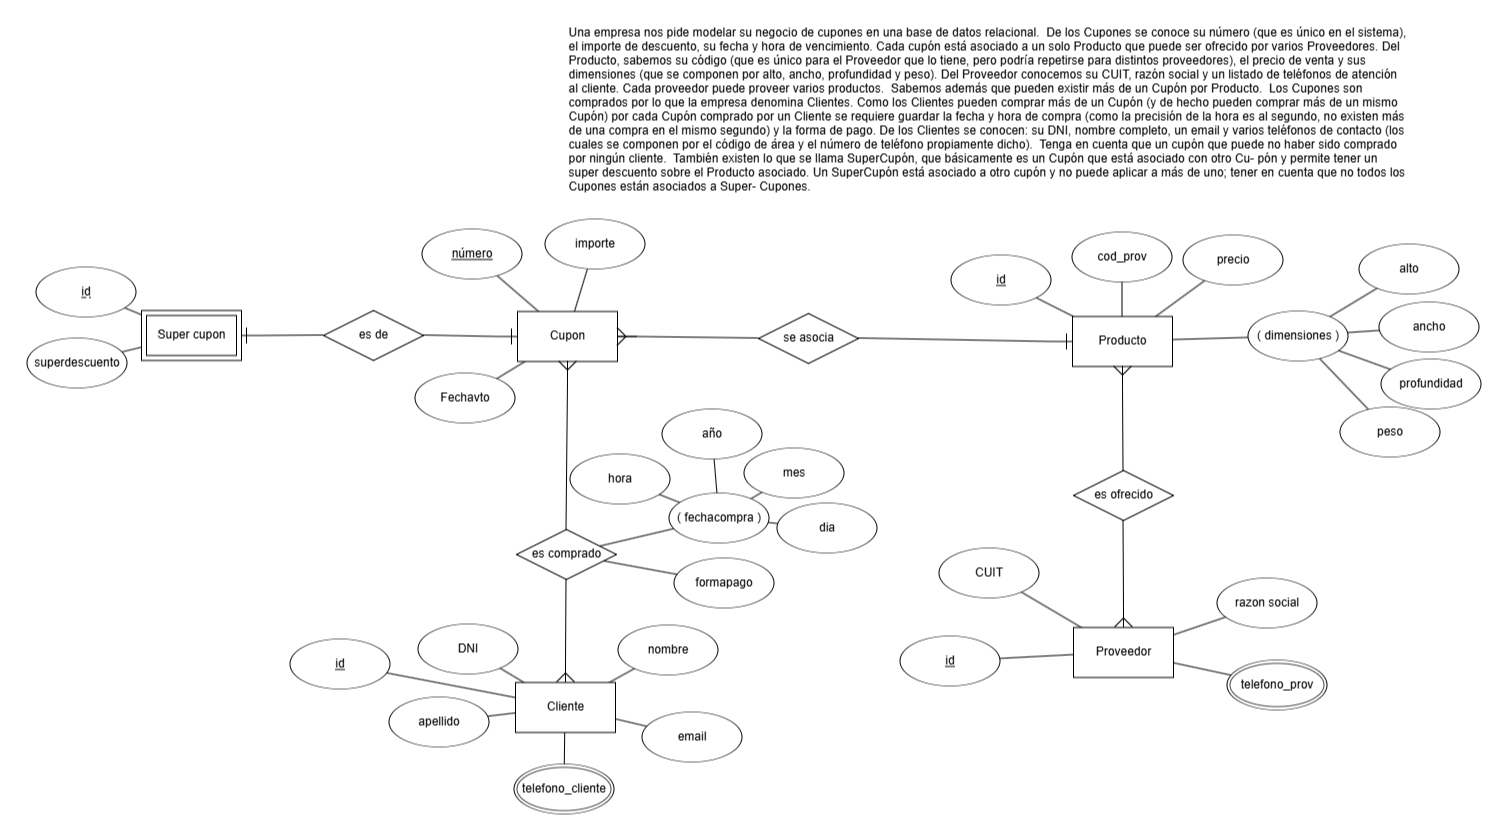 Una empresa nos pide modelar su negocio de cupones en una base de datos relacional.  De los Cupones se conoce su número (que es único en el sistema),
el importe de descuento, su fecha y hora de vencimiento. Cada cupón está asociado a un solo Producto que puede ser ofrecido por varios Proveedores. Del
Producto, sabemos su código (que es único para el Proveedor que lo tiene, pero podría repetirse para distintos proveedores), el precio de venta y sus
dimensiones (que se componen por alto, ancho, profundidad y peso). Del Proveedor conocemos su CUIT, razón social y un listado de teléfonos de atención
al cliente. Cada proveedor puede proveer varios productos.  Sabemos además que pueden existir más de un Cupón por Producto.  Los Cupones son
comprados por lo que la empresa denomina Clientes. Como los Clientes pueden comprar más de un Cupón (y de hecho pueden comprar más de un mismo
Cupón) por cada Cupón comprado por un Cliente se requiere guardar la fecha y hora de compra (como la precisión de la hora es al segundo, no existen más
de una compra en el mismo segundo) y la forma de pago. De los Clientes se conocen: su DNI, nombre completo, un email y varios teléfonos de contacto (los
cuales se componen por el código de área y el número de teléfono propiamente dicho).  Tenga en cuenta que un cupón que puede no haber sido comprado
por ningún cliente.  También existen lo que se llama SuperCupón, que básicamente es un Cupón que está asociado con otro Cu- pón y permite tener un
super descuento sobre el Producto asociado. Un SuperCupón está asociado a otro cupón y no puede aplicar a más de uno; tener en cuenta que no todos los
Cupones están asociados a Super- Cupones.
número
importe
id
cod_prov
precio
alto
id
Super cupon
superdescuento
es de
Cupon
se asocia
Producto
( dimensiones )
ancho
profundidad
peso
Fechavto
año
hora
mes
( fechacompra )
dia
es ofrecido
es comprado
formapago
CUIT
razon social
id
DNI
nombre
id
Proveedor
telefono_prov
apellido
Cliente
email
telefono_cliente